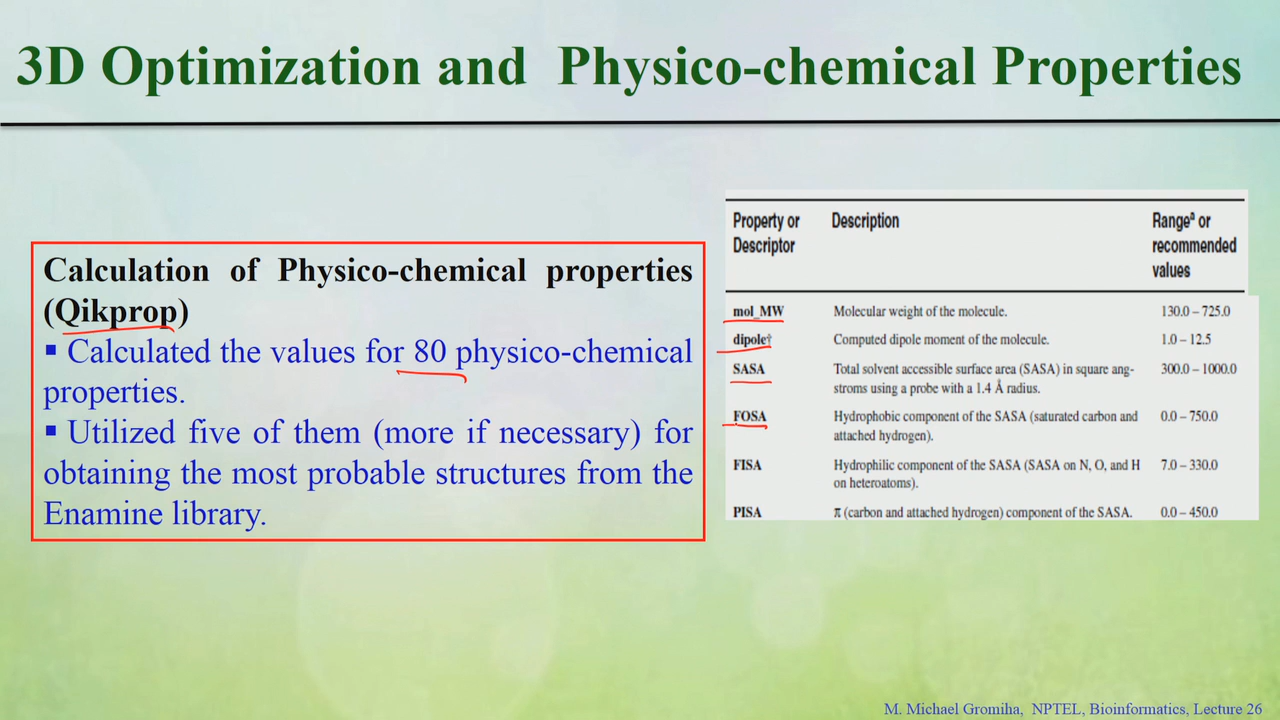 3D Optimization and Physico-chemical Properties
Calculation of Physico-chemical properties
(Qikprop)
▪ Calculated the values for 80 physico-chemical
properties.
▪ Utilized five of them (more if necessary) for
obtaining the most probable structures from the
Enamine library.
Property or Descriptor Description Rangeª or recommended values
mol_MW Molecular weight of the molecule. 130.0 – 725.0
dipole† Computed dipole moment of the molecule. 1.0 – 12.5
SASA Total solvent accessible surface area (SASA) in square ang- 300.0 – 1000.0
stroms using a probe with a 1.4 Å radius.
FOSA Hydrophobic component of the SASA (saturated carbon and 0.0 – 750.0
attached hydrogen).
FISA Hydrophilic component of the SASA (SASA on N, O, and H 7.0 – 330.0
on heteroatoms).
PISA π (carbon and attached hydrogen) component of the SASA. 0.0 – 450.0
M. Michael Gromiha, NPTEL, Bioinformatics, Lecture 26